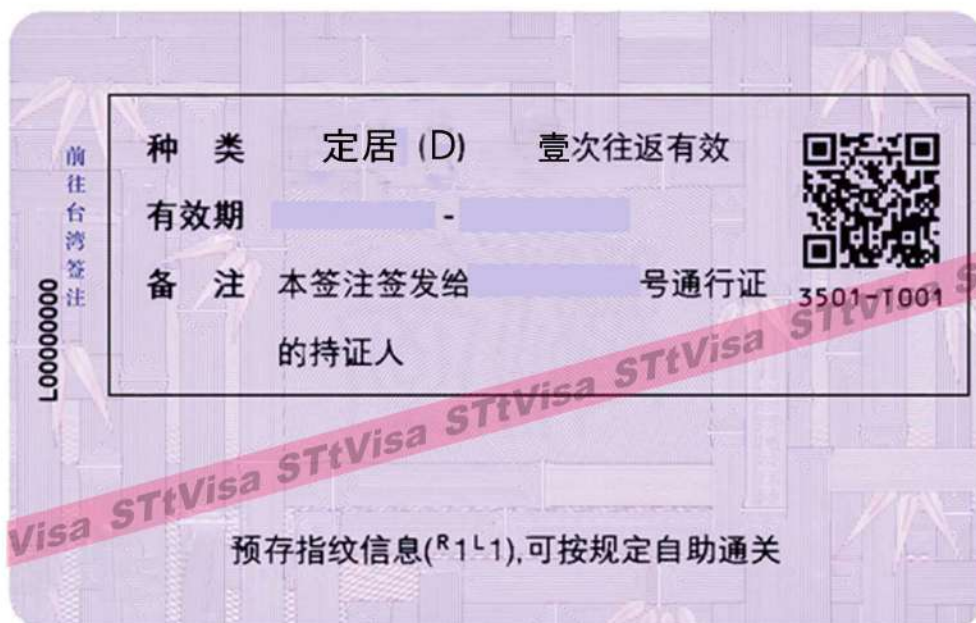 种 类 定居 (D) 壹次往返有效
有效期 -
备 注 本签注签发给 号通行证
3501-T001
的持证人
前往台湾签注
L00000000
Visa STtVisa STtVisa STtVisa STtVisa STtVisa S
预存指纹信息(R1L1),可按规定自助通关